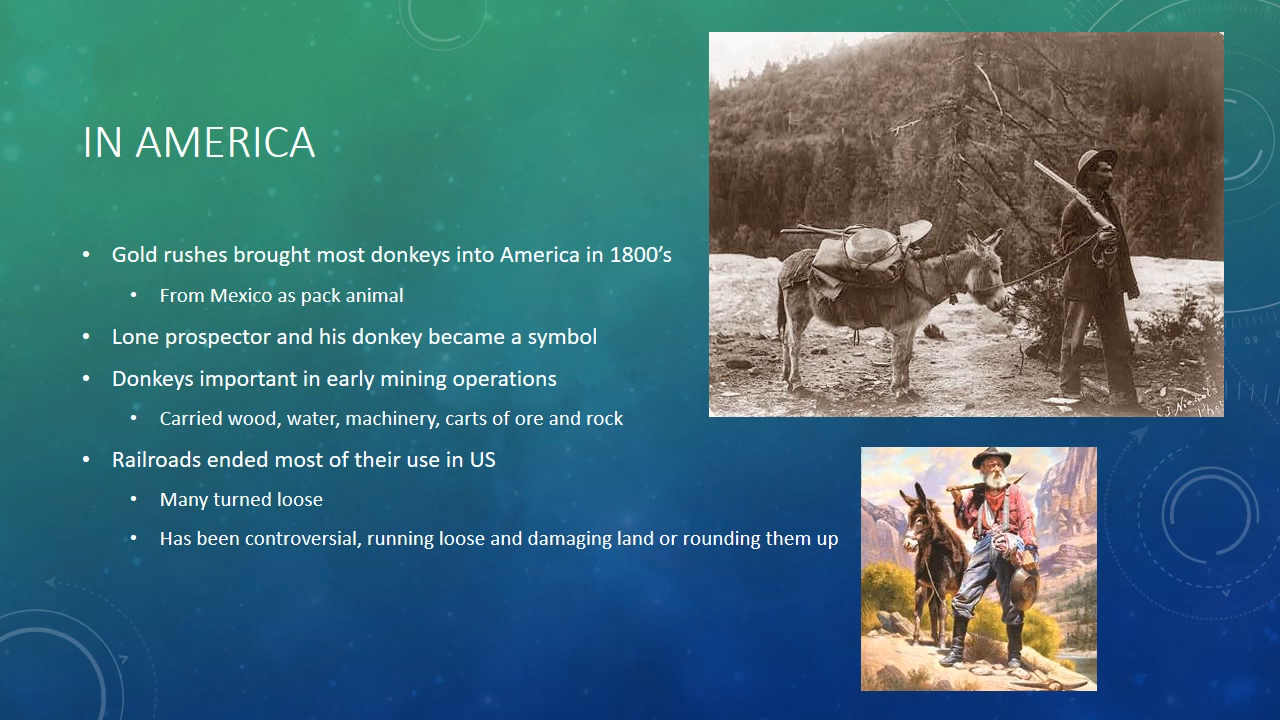 IN AMERICA
• Gold rushes brought most donkeys into America in 1800’s
• From Mexico as pack animal
• Lone prospector and his donkey became a symbol
• Donkeys important in early mining operations
• Carried wood, water, machinery, carts of ore and rock
• Railroads ended most of their use in US
• Many turned loose
• Has been controversial, running loose and damaging land or rounding them up